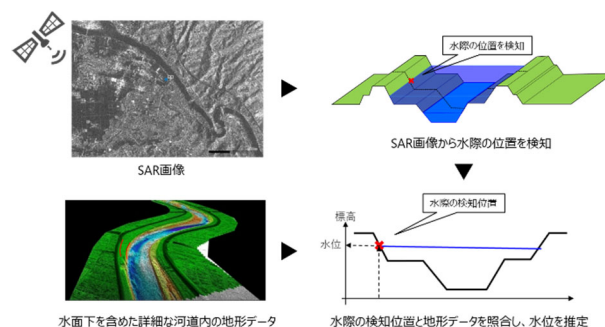 水際の位置を検知
SAR画像
SAR画像から水際の位置を検知
水際の検知位置
標高
水位
水面下を含めた詳細な河道内の地形データ
水際の検知位置と地形データを照合し、水位を推定